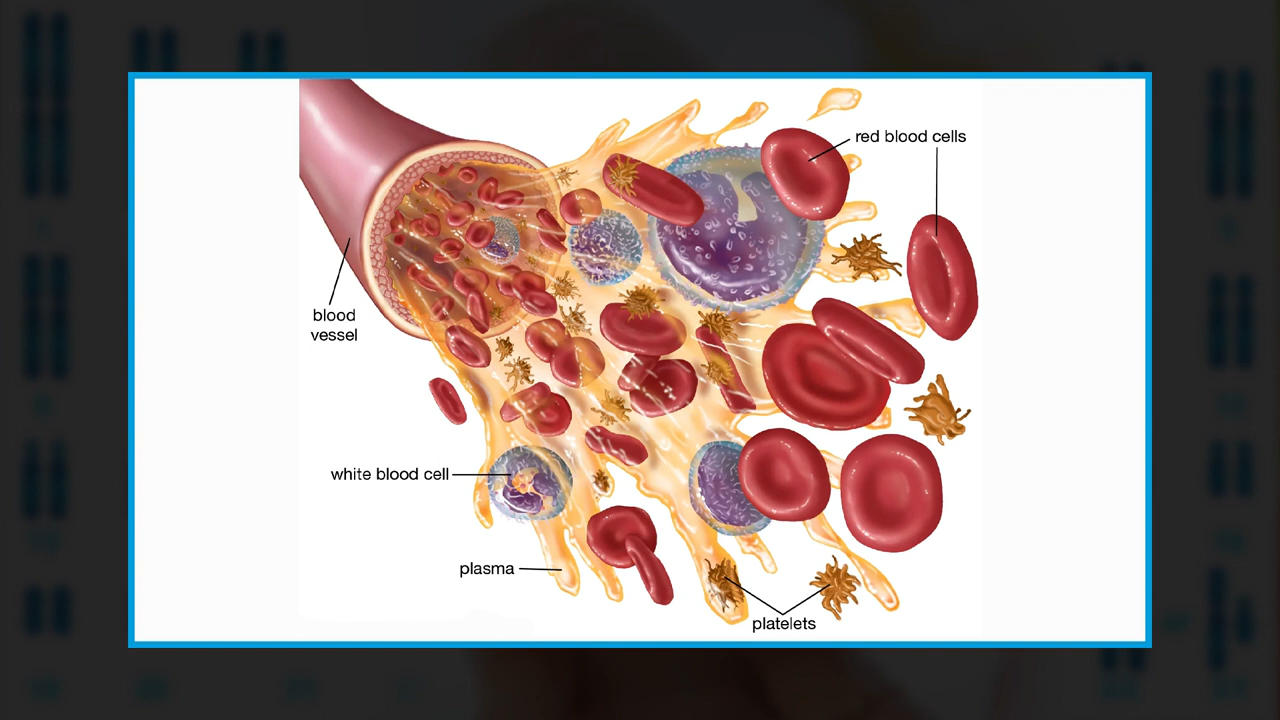 red blood cells
blood
vessel
white blood cell
plasma
platelets